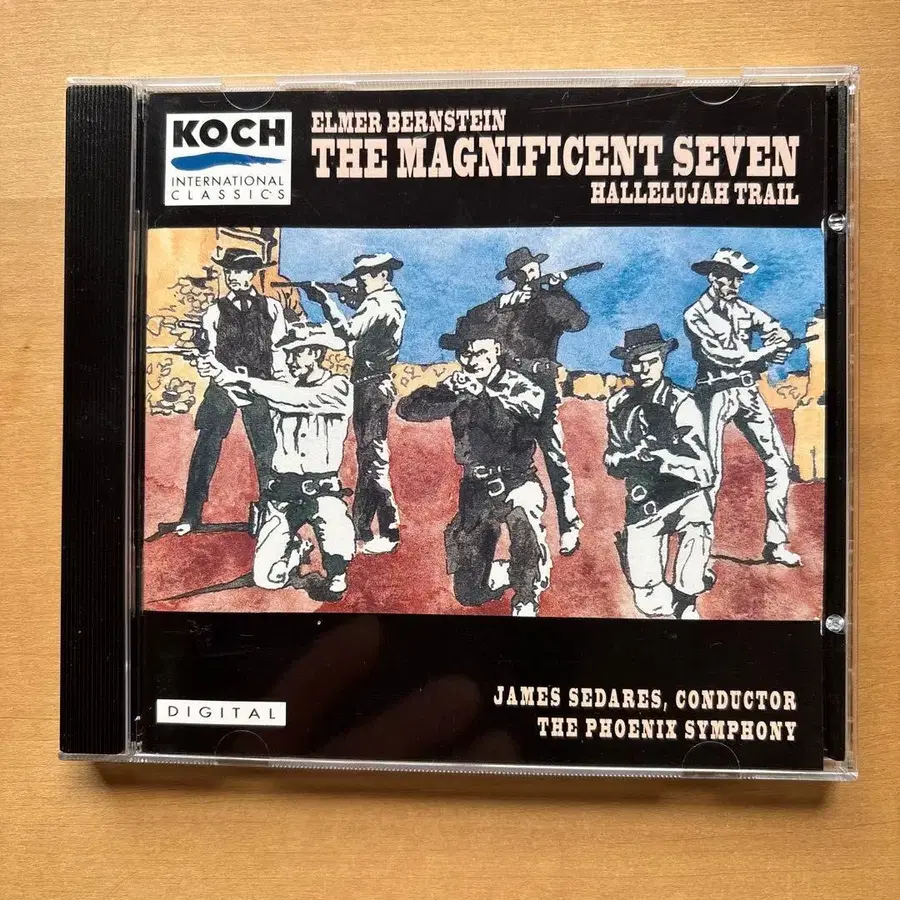 KOCH
INTERNATIONAL
CLASSICS
ELMER BERNSTEIN
THE MAGNIFICENT SEVEN
HALLELUJAH TRAIL
DIGITAL
JAMES SEDARES, CONDUCTOR
THE PHOENIX SYMPHONY